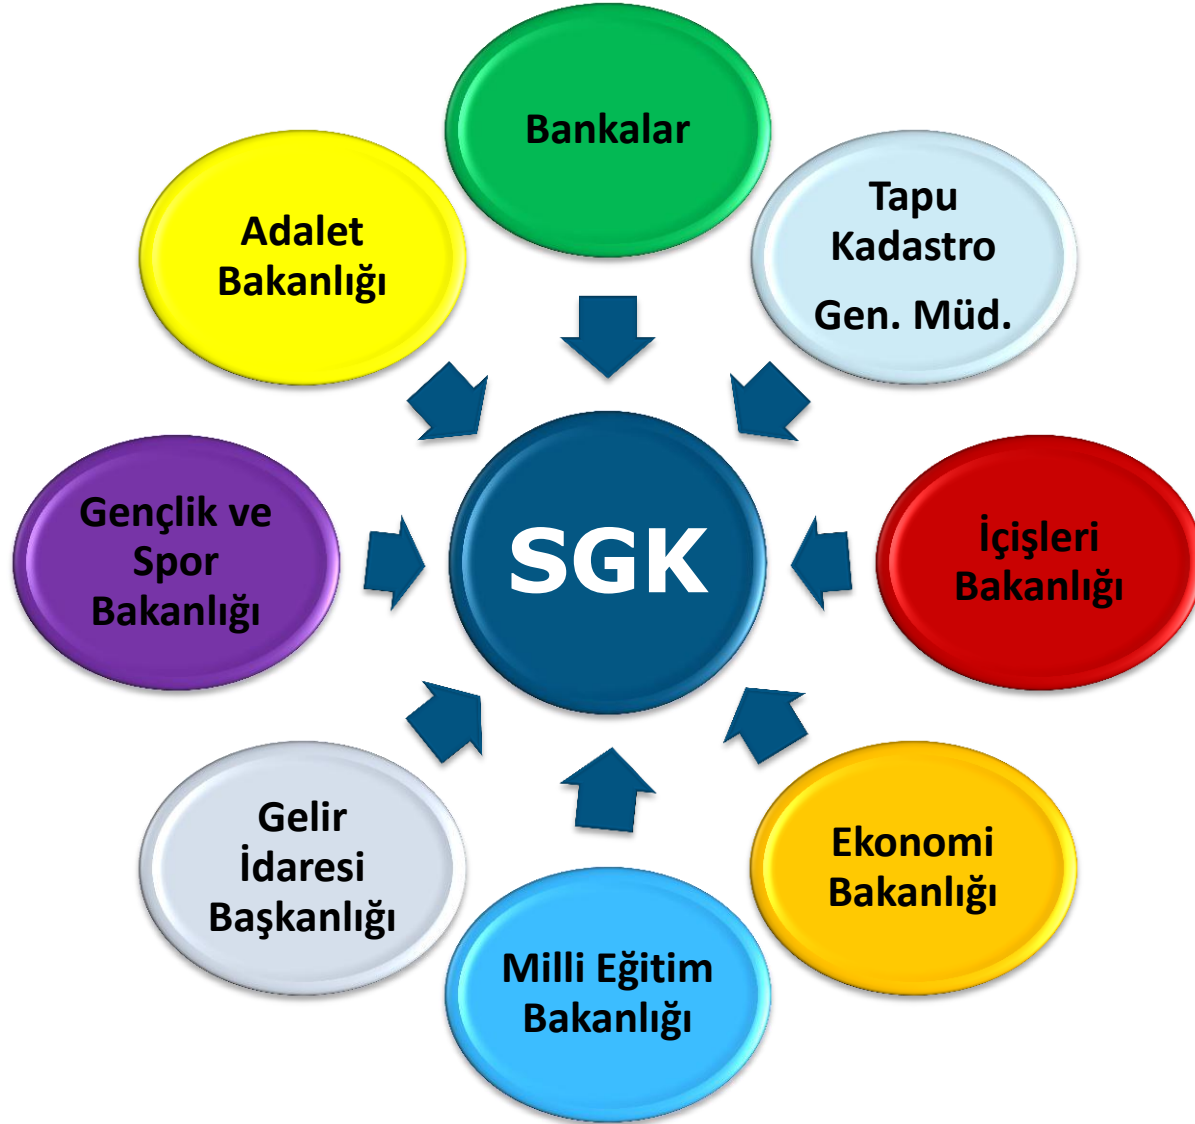 Bankalar
Tapu
Kadastro
Gen. Müd.
İçişleri
Bakanlığı
Ekonomi
Bakanlığı
Milli Eğitim
Bakanlığı
Gelir
İdaresi
Başkanlığı
Gençlik ve
Spor
Bakanlığı
Adalet
Bakanlığı
SGK